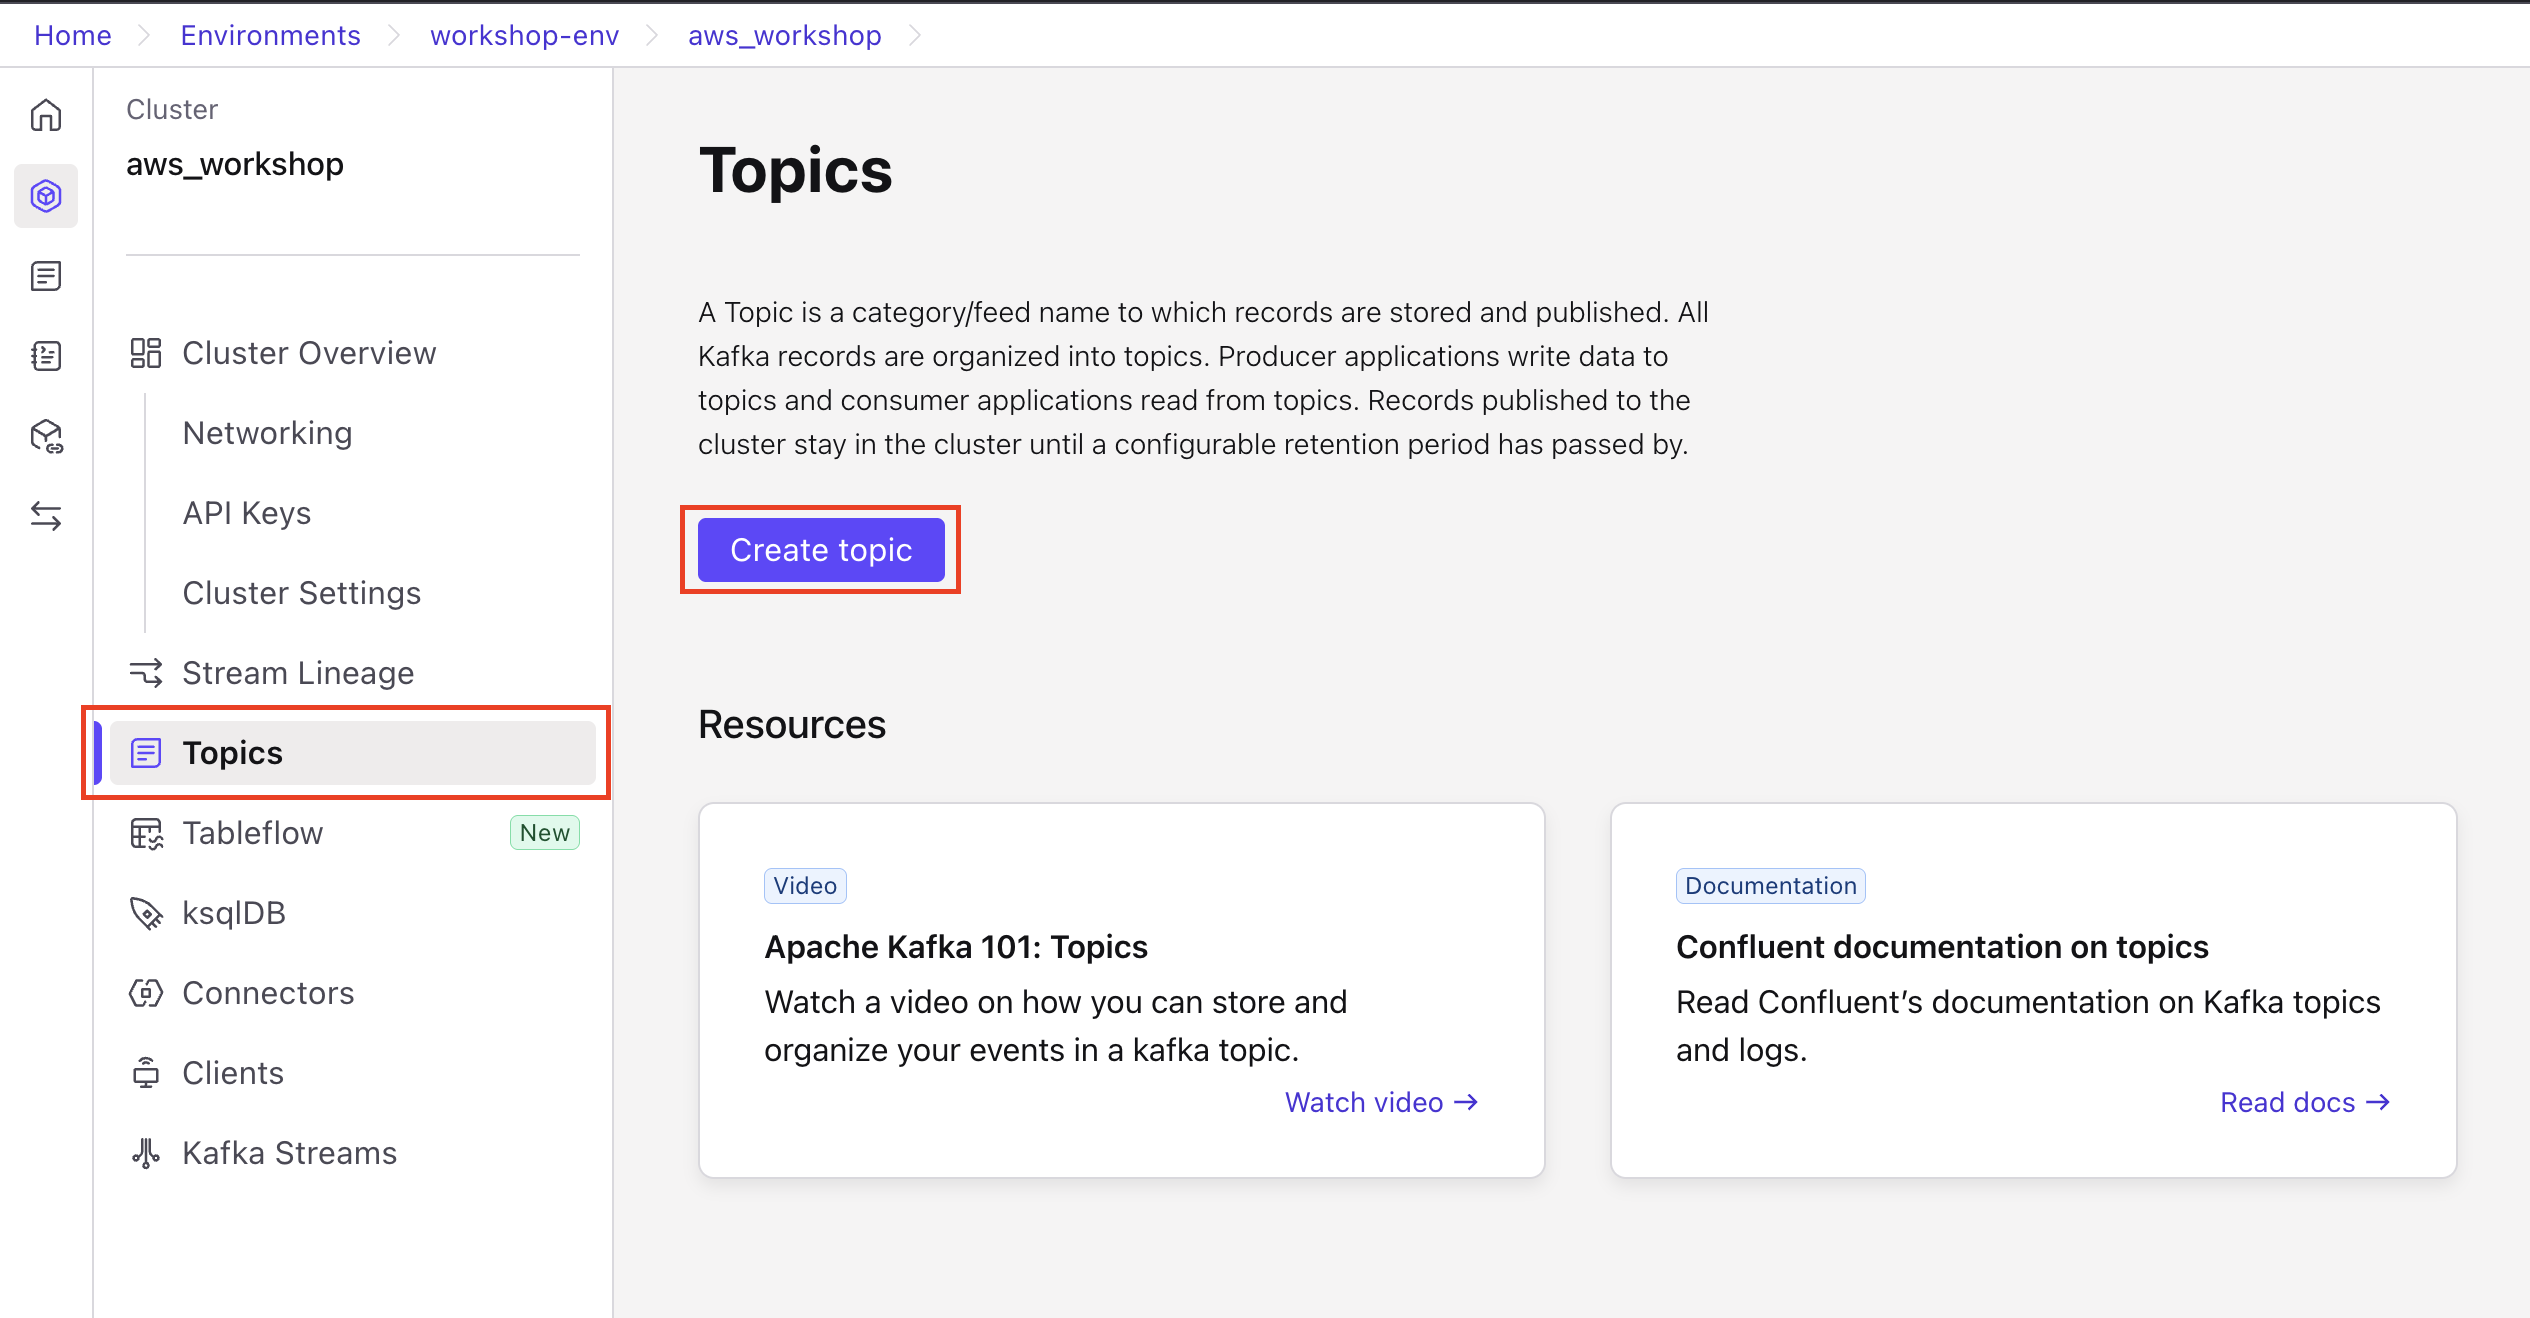 Home
Environments
workshop-env
aws_workshop
Cluster
aws_workshop
Cluster Overview
Networking
API Keys
Cluster Settings
Stream Lineage
Topics
Tableflow
New
ksqlDB
Connectors
Clients
Kafka Streams
Topics
A Topic is a category/feed name to which records are stored and published. All
Kafka records are organized into topics. Producer applications write data to
topics and consumer applications read from topics. Records published to the
cluster stay in the cluster until a configurable retention period has passed by.
Create topic
Resources
Video
Apache Kafka 101: Topics
Watch a video on how you can store and
organize your events in a kafka topic.
Watch video →
Documentation
Confluent documentation on topics
Read Confluent’s documentation on Kafka topics
and logs.
Read docs →